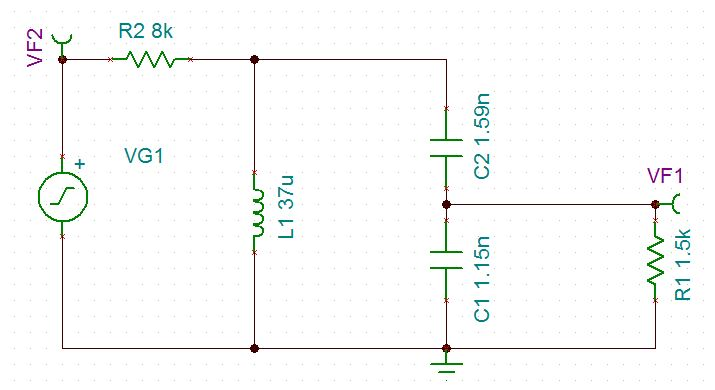 VF2
R2 8k
VG1
+
L1 37u
C2 1.59n
C1 1.15n
VF1
R1 1.5k